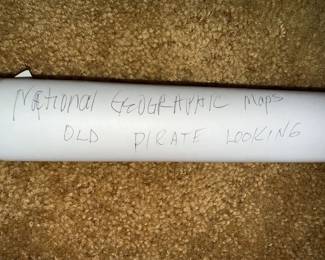 National GEOGRAPHIC Maps
OLD PIRATE LOOKING